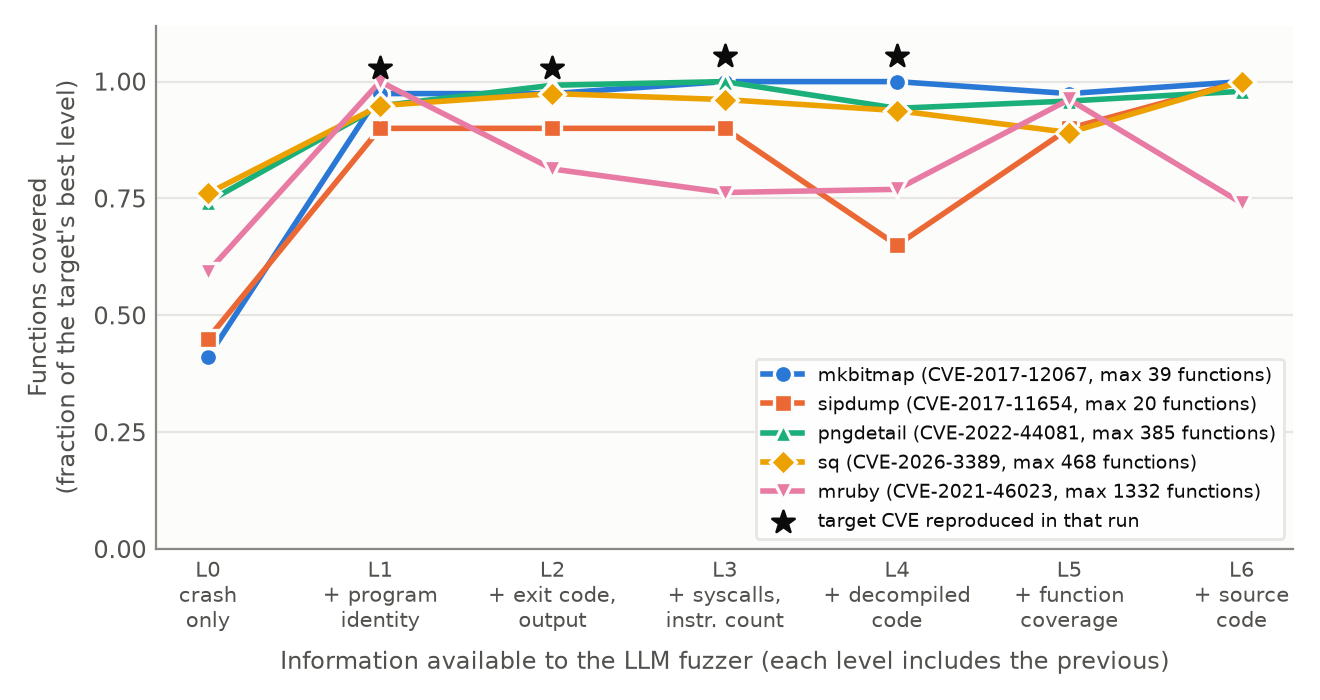 Functions covered
(fraction of the target's best level)
1.00
0.75
0.50
0.25
0.00
mkbitmap (CVE-2017-12067, max 39 functions)
sipdump (CVE-2017-11654, max 20 functions)
pngdetail (CVE-2022-44081, max 385 functions)
sq (CVE-2026-3389, max 468 functions)
mruby (CVE-2021-46023, max 1332 functions)
target CVE reproduced in that run
L0
crash
only
L1
+ program
identity
L2
+ exit code,
output
L3
+ syscalls,
instr. count
L4
+ decompiled
code
L5
+ function
coverage
L6
+ source
code
Information available to the LLM fuzzer (each level includes the previous)